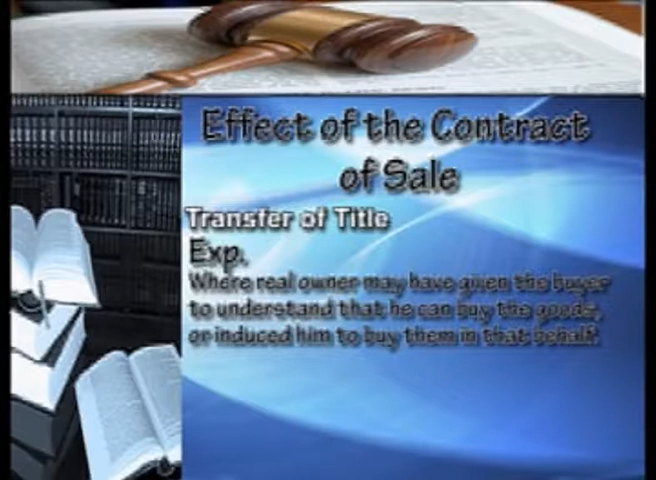 Effect of the Contract
of Sale
Transfer of Title
Exp.
Where real owner may have given the buyer
to understand that he can buy the goods,
or induced him to buy them in that behalf.